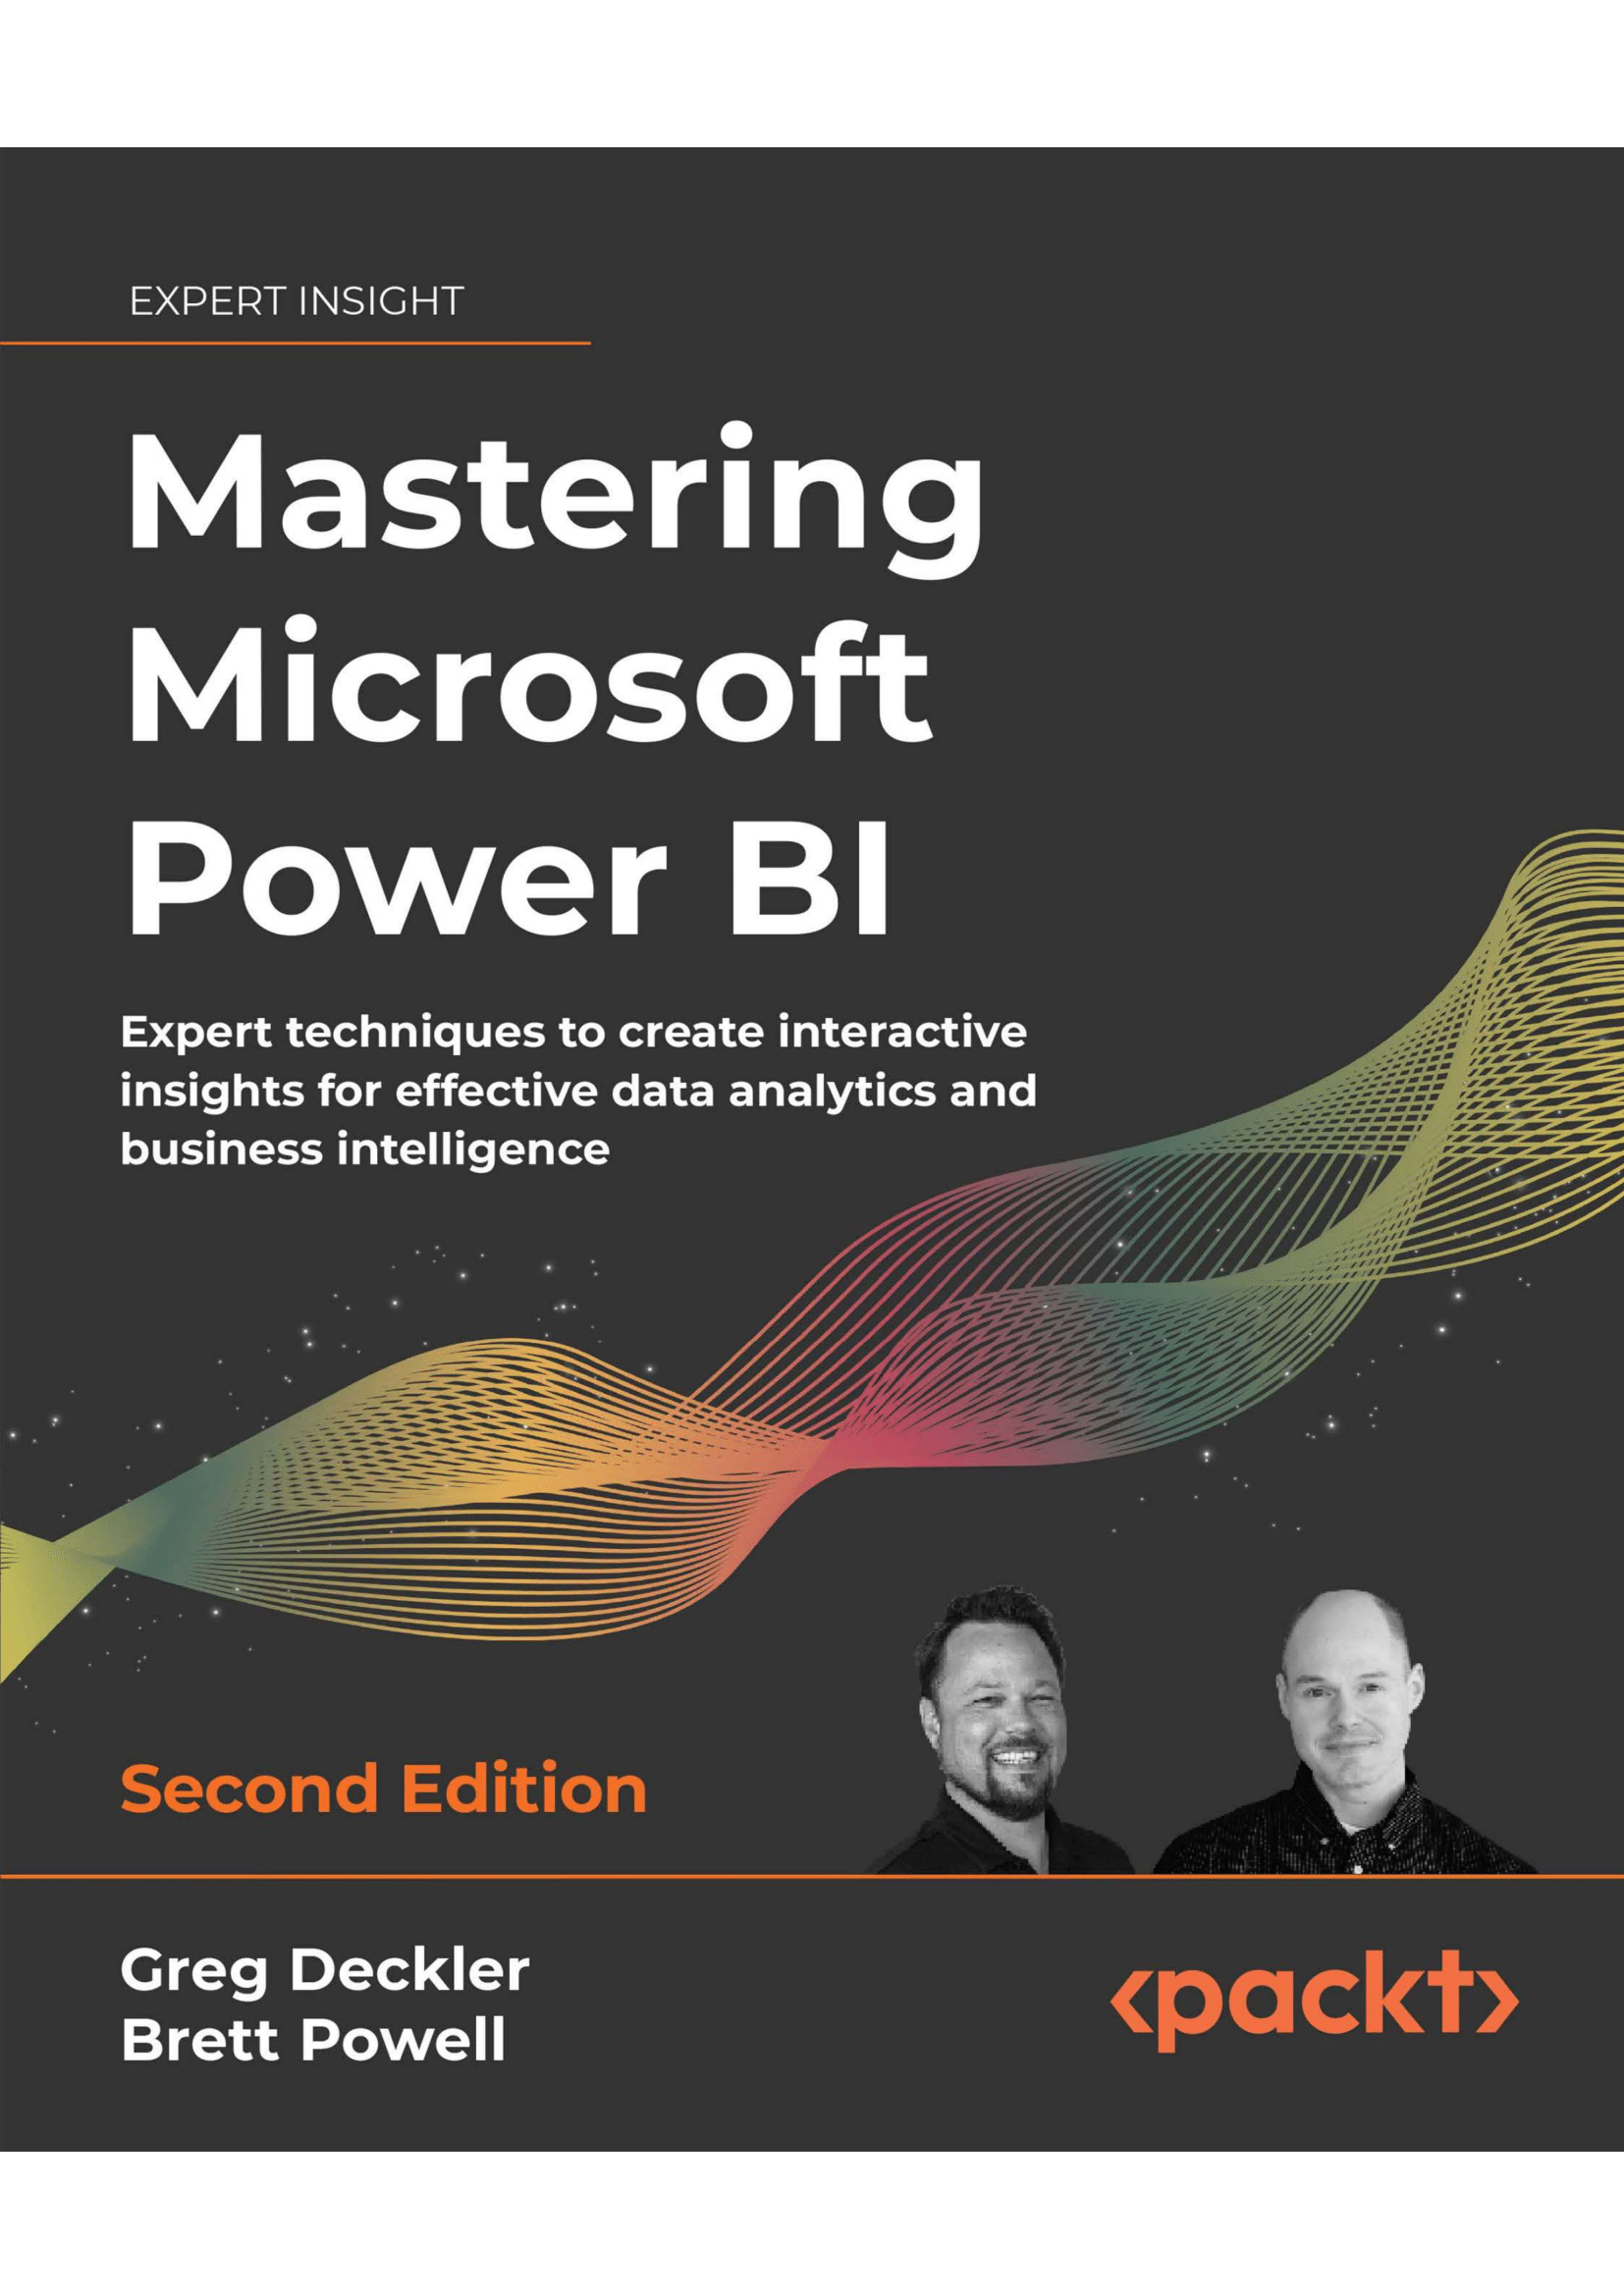 EXPERT INSIGHT
Mastering
Microsoft
Power BI
Expert techniques to create interactive
insights for effective data analytics and
business intelligence
Second Edition
Greg Deckler
Brett Powell
<packt>